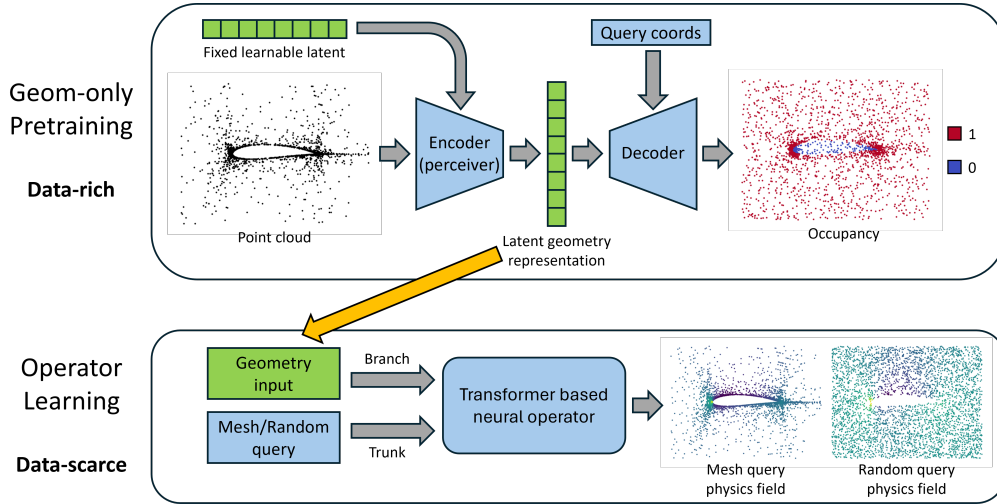 Geom-only
Pretraining
Data-rich
Fixed learnable latent
Point cloud
Encoder
(perceiver)
Latent geometry
representation
Query coords
Decoder
Occupancy
1
0
Operator
Learning
Data-scarce
Geometry
input
Mesh/Random
query
Branch
Trunk
Transformer based
neural operator
Mesh query
physics field
Random query
physics field